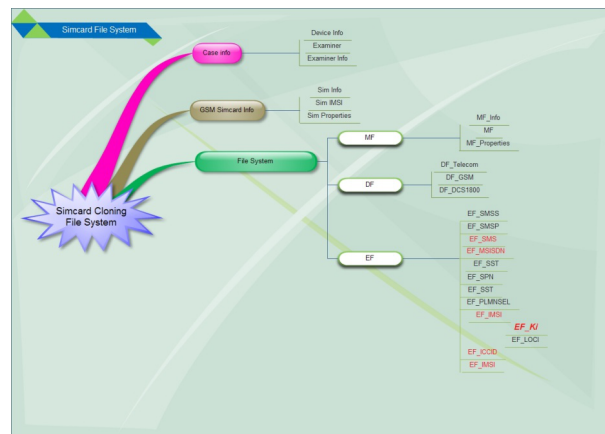 Simcard File System
Case info
Device Info
Examiner
Examiner Info
GSM Simcard Info
Sim Info
Sim IMSI
Sim Properties
File System
MF
MF_Info
MF
MF_Properties
DF
DF_Telecom
DF_GSM
DF_DCS1800
Simcard Cloning
File System
EF
EF_SMSS
EF_SMSP
EF_SMS
EF_MSISDN
EF_SST
EF_SPN
EF_SST
EF_PLMNSEL
EF_IMSI
EF_Ki
EF_LOCI
EF_ICCID
EF_IMSI